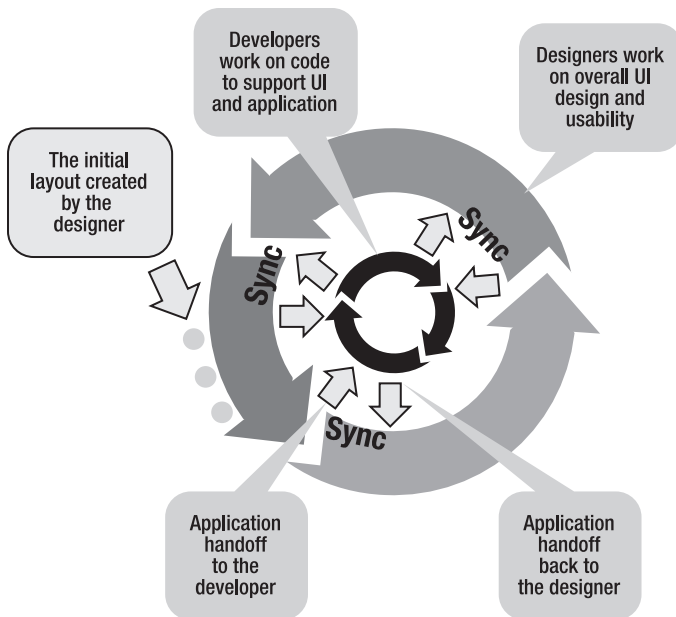 Developers
work on code
to support UI
and application
Designers work
on overall UI
design and
usability
The initial
layout created
by the
designer
Sync
Sync
Sync
Application
handoff
to the
developer
Application
handoff
back to
the designer